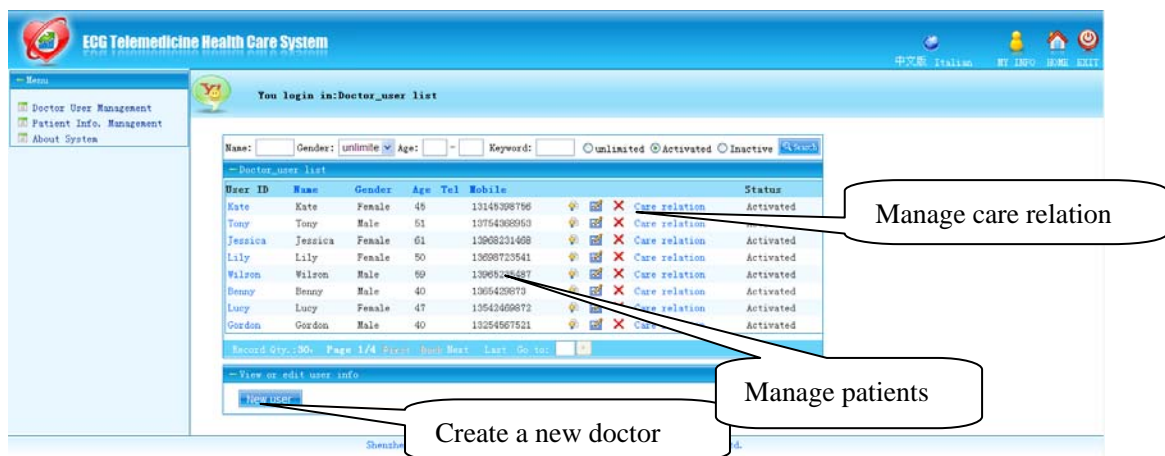 ECG Telemedicine Health Care System
中文版 Italian MY INFO HOME EXIT
Menu
Doctor User Management
Patient Info. Management
About System
You login in:Doctor_user list
Name: Gender: unlimite Age: - Keyword: unlimited Activated Inactive Search
Doctor_user list
User ID Name Gender Age Tel Mobile Status
Kate Kate Female 45 13145398756 Care relation Activated
Tony Tony Male 51 13754368953 Care relation
Jessica Jessica Female 61 13968231468 Care relation Activated
Lily Lily Female 50 13698723541 Care relation Activated
Wilson Wilson Male 59 Care relation Activated
Benny Benny Male 40 1365429873 Care relation Activated
Lucy Lucy Female 47 13542469872 Care relation Activated
Gordon Gordon Male 40 13254567521 Care relation Activated
Record Qty.:30, Page 1/4 First Back Next Last Go to:
View or edit user info
New user
Manage care relation
Manage patients
Create a new doctor